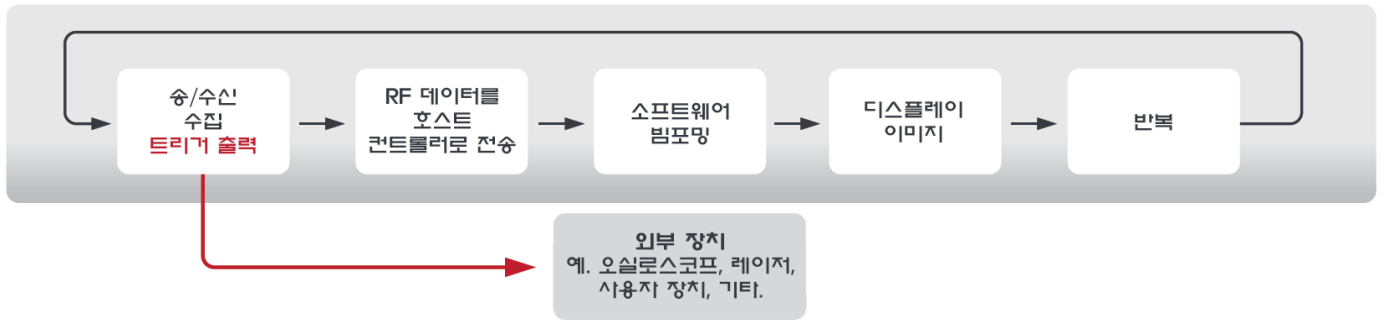 송/수신
수집
트리거 출력
RF 데이터를
호스트
컨트롤러로 전송
소프트웨어
빔포밍
디스플레이
이미지
반복
외부 장치
예. 오실로스코프, 레이저,
사용자 장치, 기타.